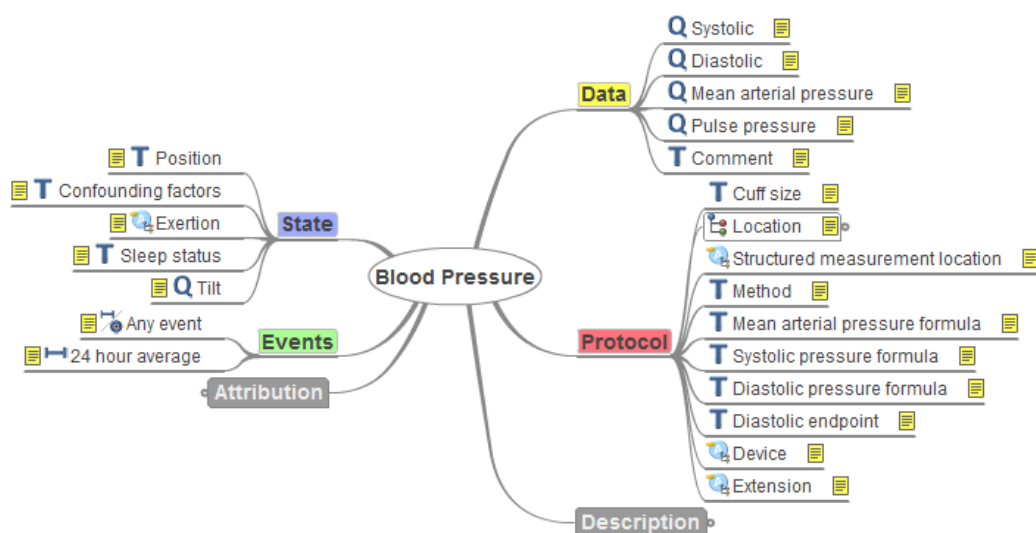 Blood Pressure
Data
Q Systolic
Q Diastolic
Q Mean arterial pressure
Q Pulse pressure
T Comment
Protocol
T Cuff size
Location
Structured measurement location
T Method
T Mean arterial pressure formula
T Systolic pressure formula
T Diastolic pressure formula
T Diastolic endpoint
Device
Extension
Description
State
T Position
T Confounding factors
Exertion
T Sleep status
Q Tilt
Events
Any event
24 hour average
Attribution